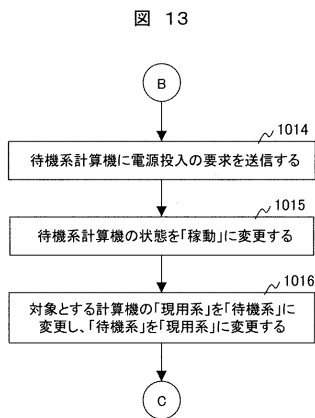 図 13
B
1014
待機系計算機に電源投入の要求を送信する
1015
待機系計算機の状態を「稼動」に変更する
1016
対象とする計算機の「現用系」を「待機系」に
変更し、「待機系」を「現用系」に変更する
C